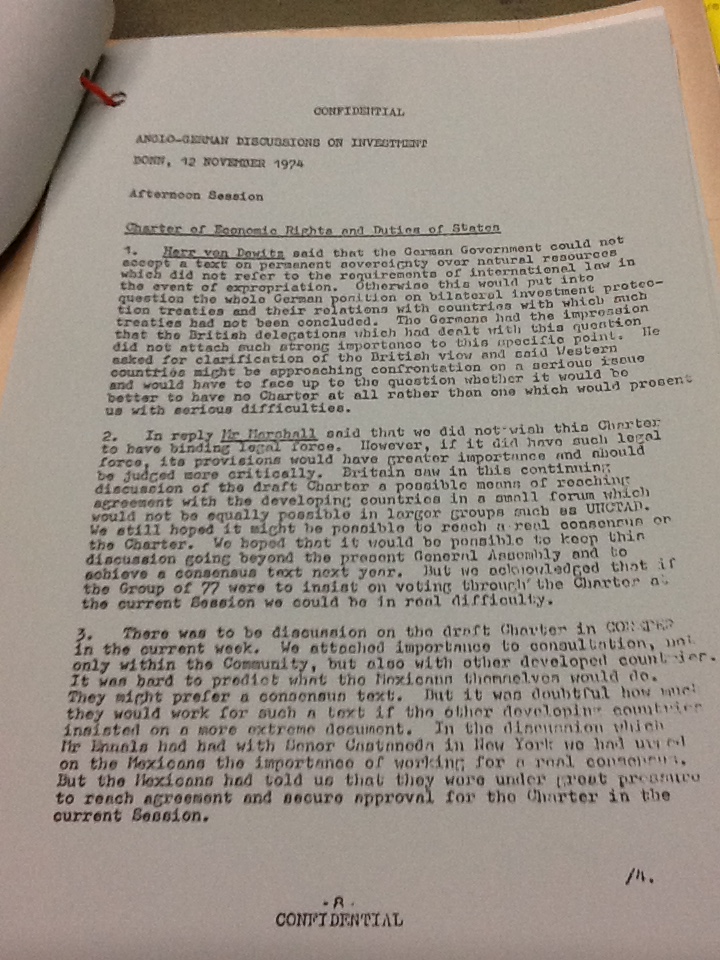 CONFIDENTIAL
ANGLO-GERMAN DISCUSSIONS ON INVESTMENT
BONN, 12 NOVEMBER 1974
Afternoon Session
Charter of Economic Rights and Duties of States
1. Herr von Dewitz said that the German Government could not
accept a text on permanent sovereignty over natural resources
which did not refer to the requirements of international law in
the event of expropriation. Otherwise this would put into
question the whole German position on bilateral investment protec-
tion treaties and their relations with countries with which such
treaties had not been concluded. The Germans had the impression
that the British delegations which had dealt with this question
did not attach such strong importance to this specific point. He
asked for clarification of the British view and said Western
countries might be approaching confrontation on a serious issue
and would have to face up to the question whether it would be
better to have no Charter at all rather than one which would present
us with serious difficulties.
2. In reply Mr Marshall said that we did not wish this Charter
to have binding legal force. However, if it did have such legal
force, its provisions would have greater importance and should
be judged more critically. Britain saw in this continuing
discussion of the draft Charter a possible means of reaching
agreement with the developing countries in a small forum which
would not be equally possible in larger groups such as UNCTAD.
We still hoped it might be possible to reach a real consensus on
the Charter. We hoped that it would be possible to keep this
discussion going beyond the present General Assembly and to
achieve a consensus text next year. But we acknowledged that if
the Group of 77 were to insist on voting through the Charter at
the current Session we could be in real difficulty.
3. There was to be discussion on the draft Charter in
in the current week. We attached importance to consultation, not
only within the Community, but also with other developed countries.
It was hard to predict what the Mexicans themselves would do.
They might prefer a consensus text. But it was doubtful how much
they would work for such a text if the other developing countries
insisted on a more extreme document. In the discussion which
Mr Ennals had had with Senor Castaneda in New York we had urged
on the Mexicans the importance of working for a real consensus.
But the Mexicans had told us that they were under great pressure
to reach agreement and secure approval for the Charter in the
current Session.
/4.
- 8 -
CONFIDENTIAL